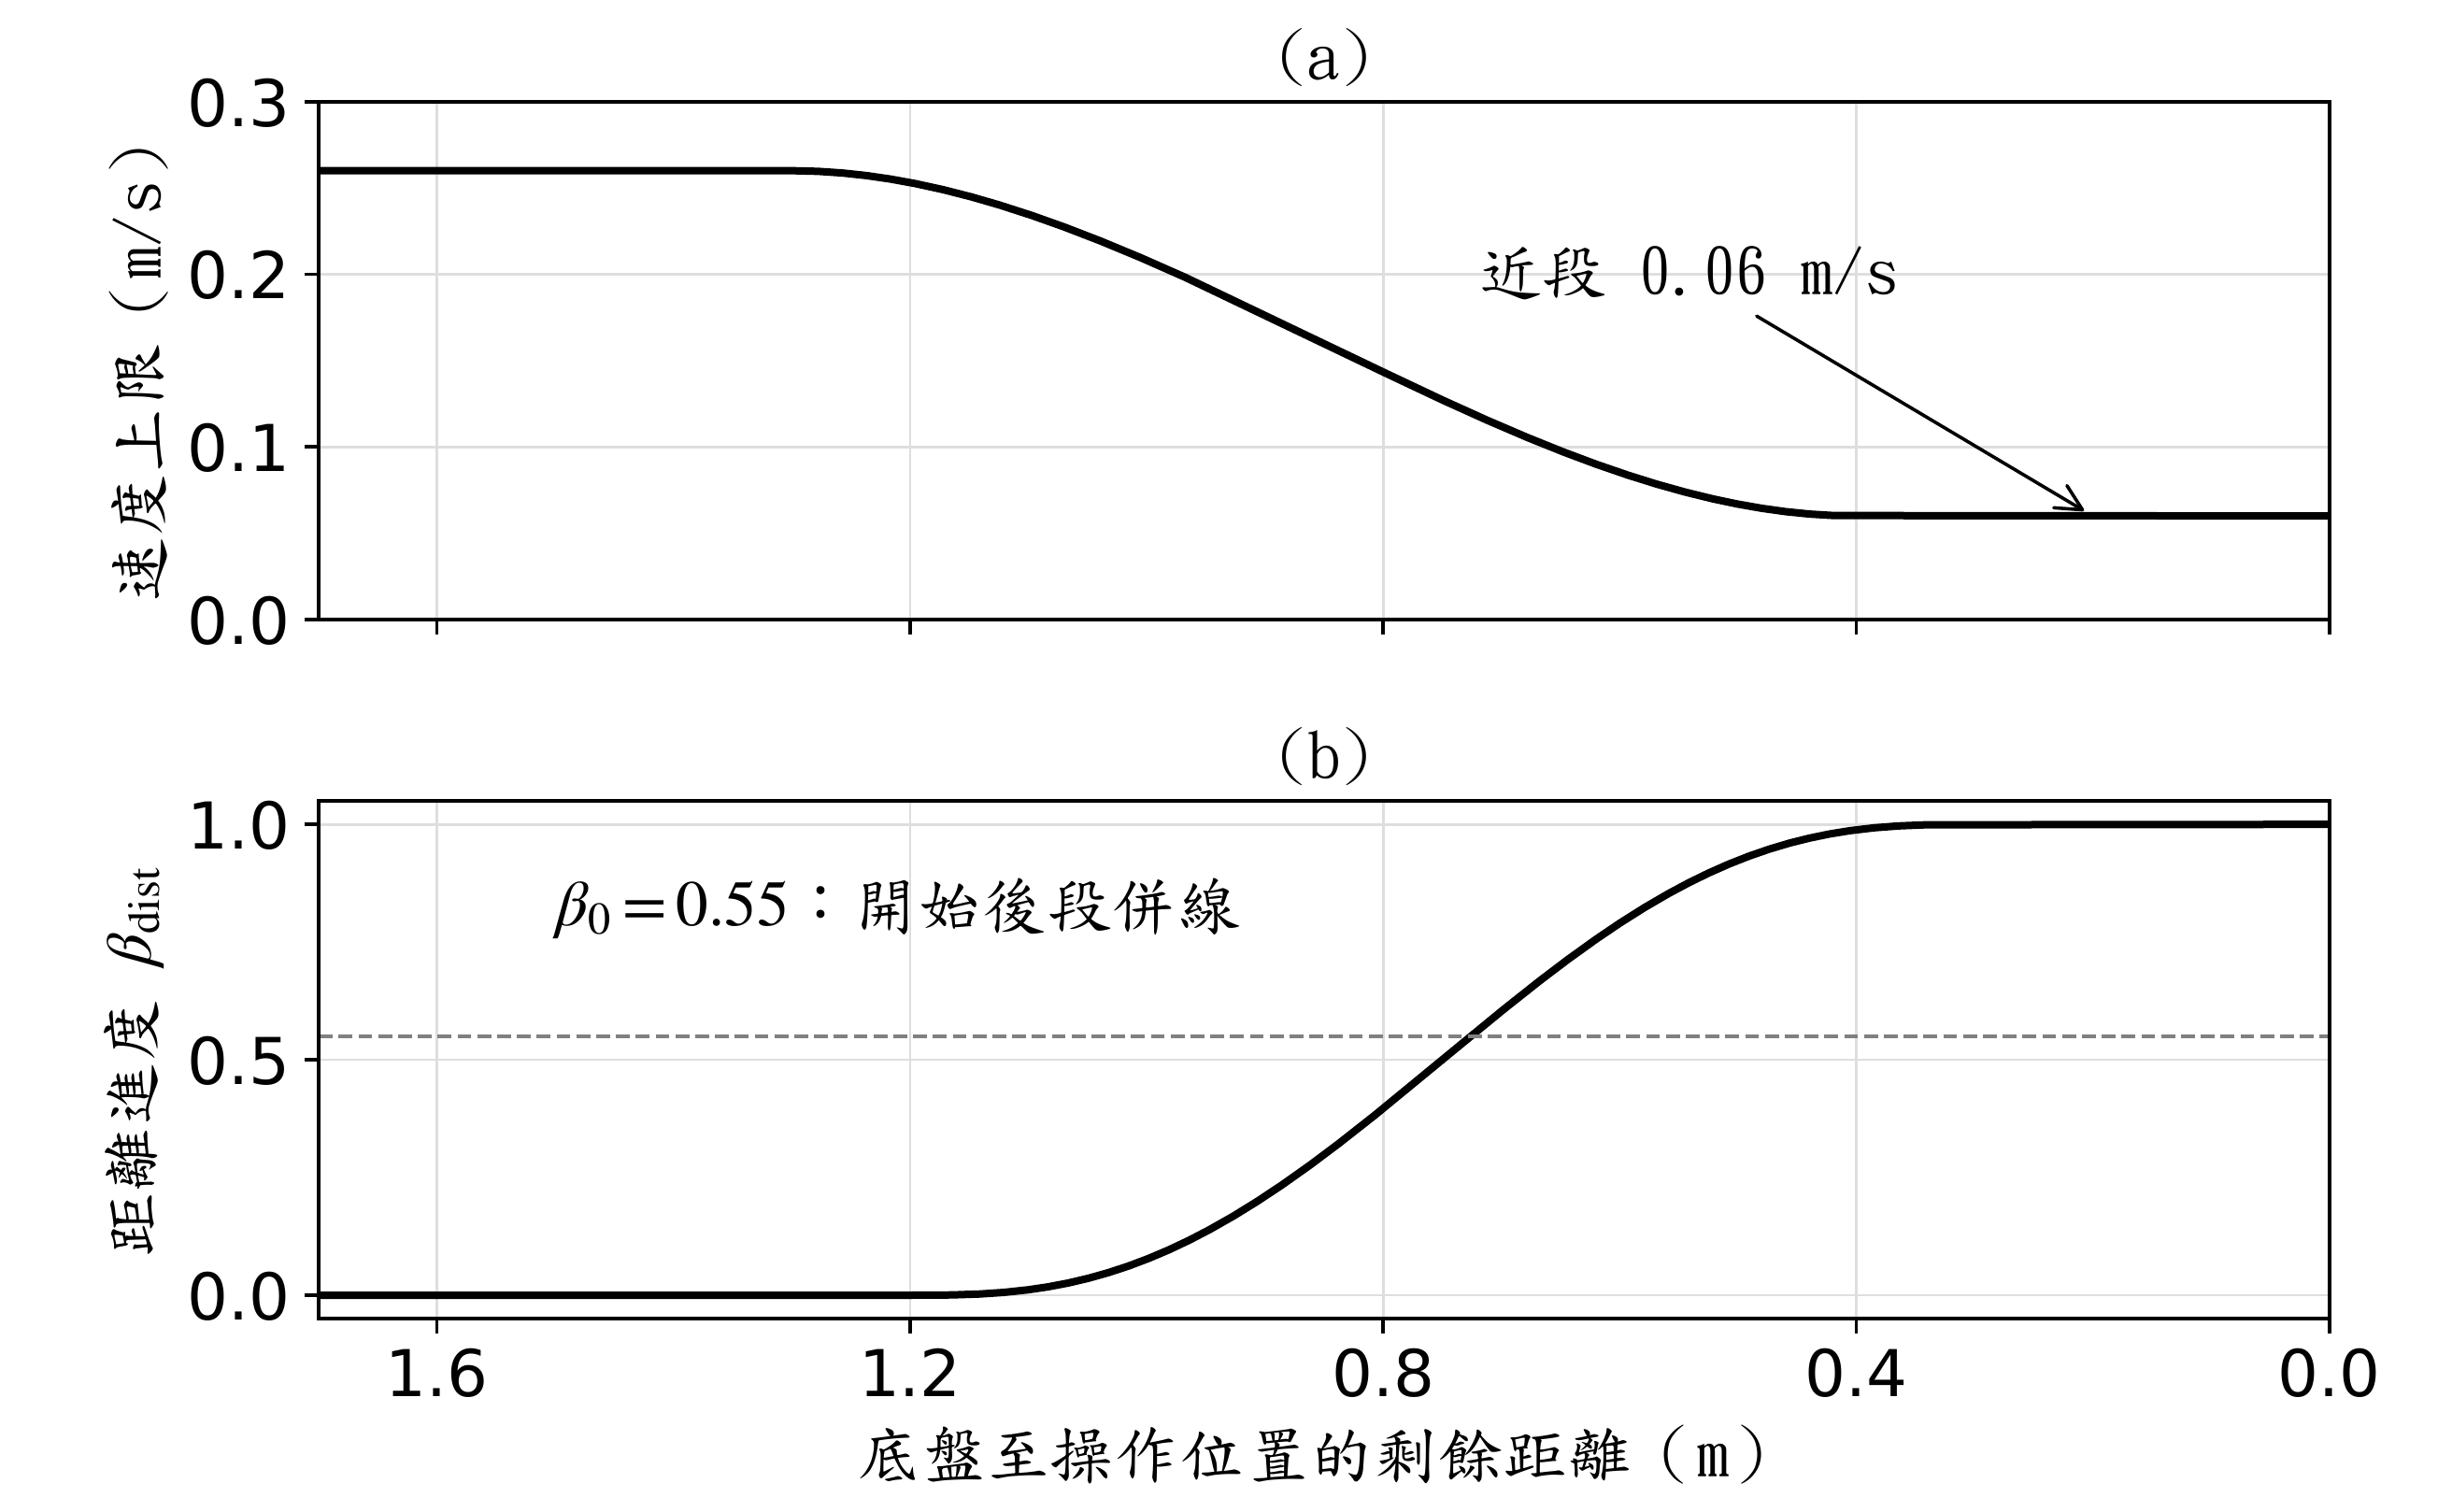 (a)
0.3
0.2
0.1
0.0
速度上限 (m/s)
近段 0.06 m/s
(b)
1.0
0.5
0.0
距離進度 βdist
β0=0.55：開始後段併線
1.6 1.2 0.8 0.4 0.0
底盤至操作位置的剩餘距離 (m)